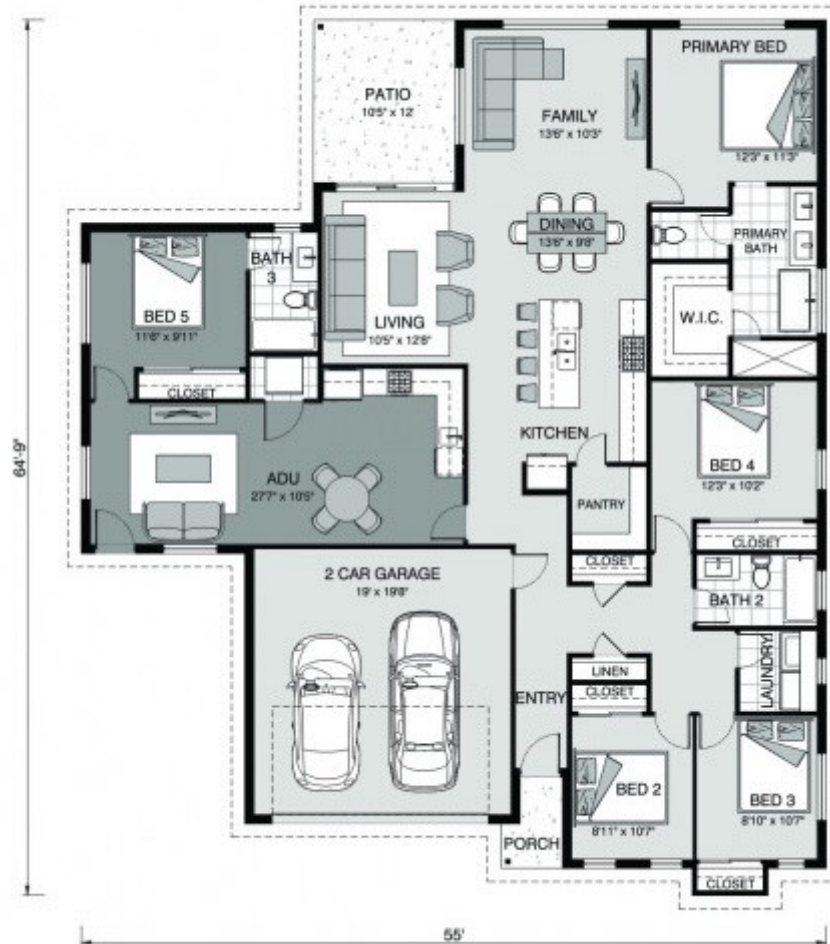 PRIMARY BED
12'3" x 11'3"
PATIO
10'5" x 12'
FAMILY
13'6" x 10'3"
DINING
13'6" x 9'8"
PRIMARY
BATH
BATH
3
BED 5
11'6" x 9'11"
LIVING
10'5" x 12'8"
W.I.C.
CLOSET
KITCHEN
BED 4
12'3" x 10'2"
ADU
27'7" x 10'5"
PANTRY
CLOSET
CLOSET
2 CAR GARAGE
19' x 19'8"
BATH 2
LINEN
CLOSET
LAUNDRY
ENTRY
BED 2
8'11" x 10'7"
BED 3
8'10" x 10'7"
PORCH
CLOSET
64'-9"
55'